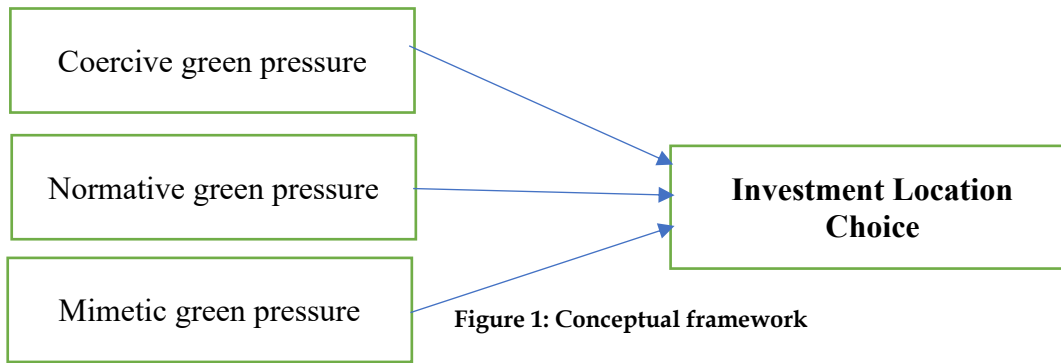 Coercive green pressure
Normative green pressure
Investment Location
Choice
Mimetic green pressure
Figure 1: Conceptual framework